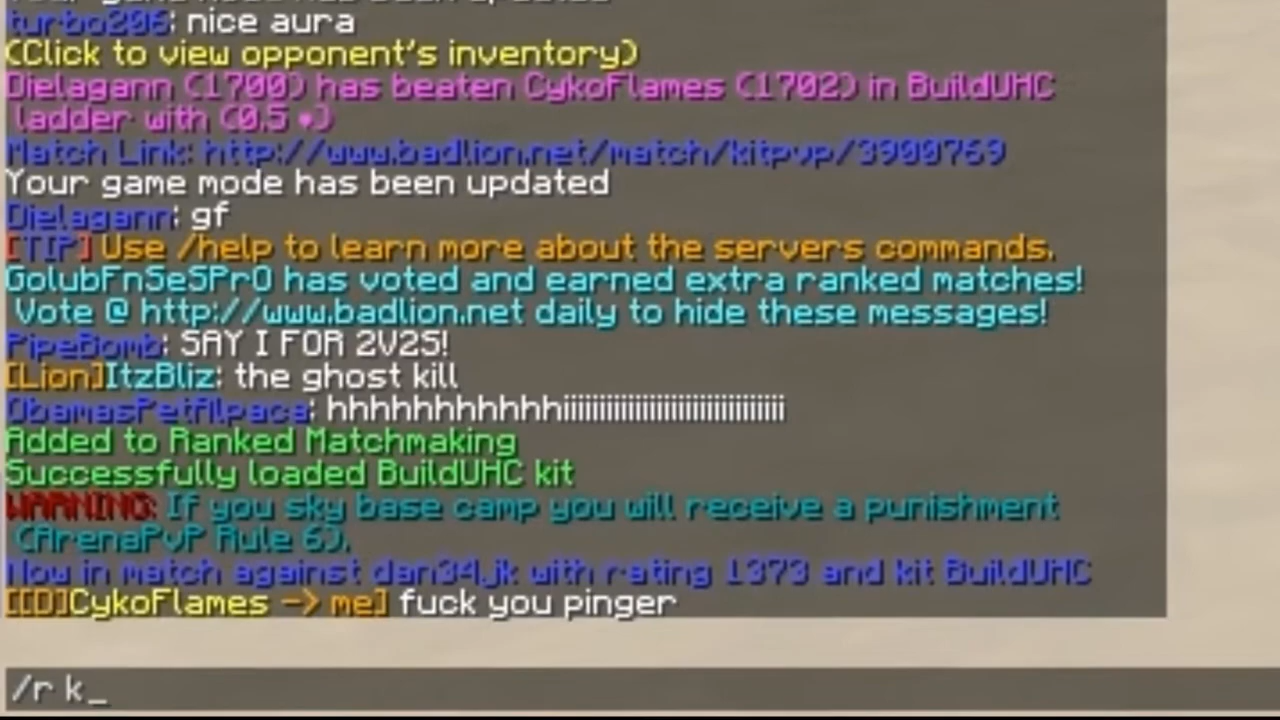 turbo206: nice aura
(Click to view opponent's inventory)
Dielagann (1700) has beaten CykoFlames (1702) in BuildUHC
ladder with (0.5 ♥)
Match Link: http://www.badlion.net/match/kitpvp/3900769
Your game mode has been updated
Dielagann: gf
[TIP] Use /help to learn more about the servers commands.
GolubFnSeSPrO has voted and earned extra ranked matches!
Vote @ http://www.badlion.net daily to hide these messages!
PipeBomb: SAY I FOR 2V25!
[Lion]ItzBliz: the ghost kill
ObamasPetAlpaca: hhhhhhhhhhhhiiiiiiiiiiiiiiiiiiiiiiiiiiiiiii
Added to Ranked Matchmaking
Successfully loaded BuildUHC kit
WARNING: If you sky base camp you will receive a punishment
(ArenaPvP Rule 6).
Now in match against dan34jk with rating 1373 and kit BuildUHC
[[D]CykoFlames -> me] fuck you pinger
/r k_